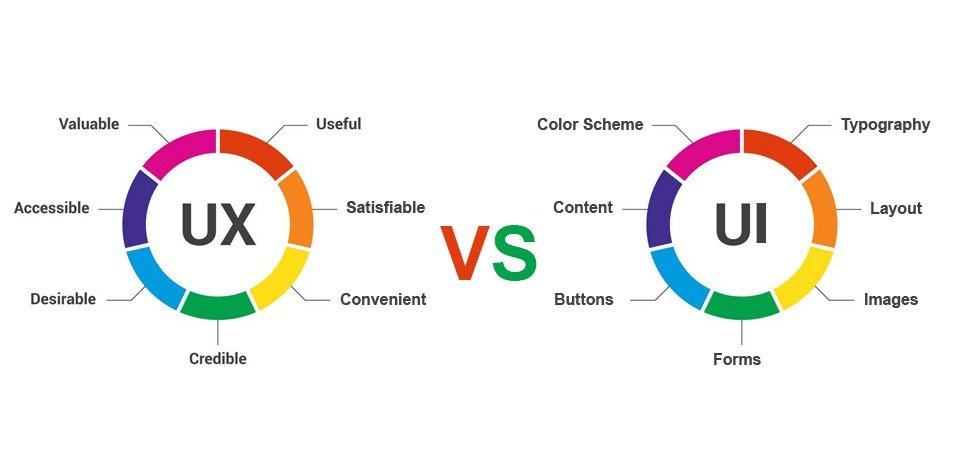 Valuable
Useful
Accessible
UX
Satisfiable
Desirable
Convenient
Credible
VS
Color Scheme
Typography
Content
UI
Layout
Buttons
Images
Forms